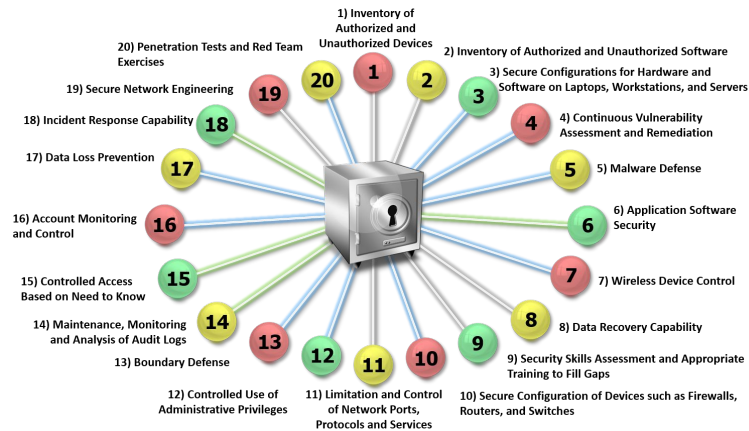 1) Inventory of
Authorized and
Unauthorized Devices
2) Inventory of Authorized and Unauthorized Software
3) Secure Configurations for Hardware and
Software on Laptops, Workstations, and Servers
4) Continuous Vulnerability
Assessment and Remediation
5) Malware Defense
6) Application Software
Security
7) Wireless Device Control
8) Data Recovery Capability
9) Security Skills Assessment and Appropriate
Training to Fill Gaps
10) Secure Configuration of Devices such as Firewalls,
Routers, and Switches
11) Limitation and Control
of Network Ports,
Protocols and Services
12) Controlled Use of
Administrative Privileges
13) Boundary Defense
14) Maintenance, Monitoring
and Analysis of Audit Logs
15) Controlled Access
Based on Need to Know
16) Account Monitoring
and Control
17) Data Loss Prevention
18) Incident Response Capability
19) Secure Network Engineering
20) Penetration Tests and Red Team
Exercises
1
2
3
4
5
6
7
8
9
10
11
12
13
14
15
16
17
18
19
20